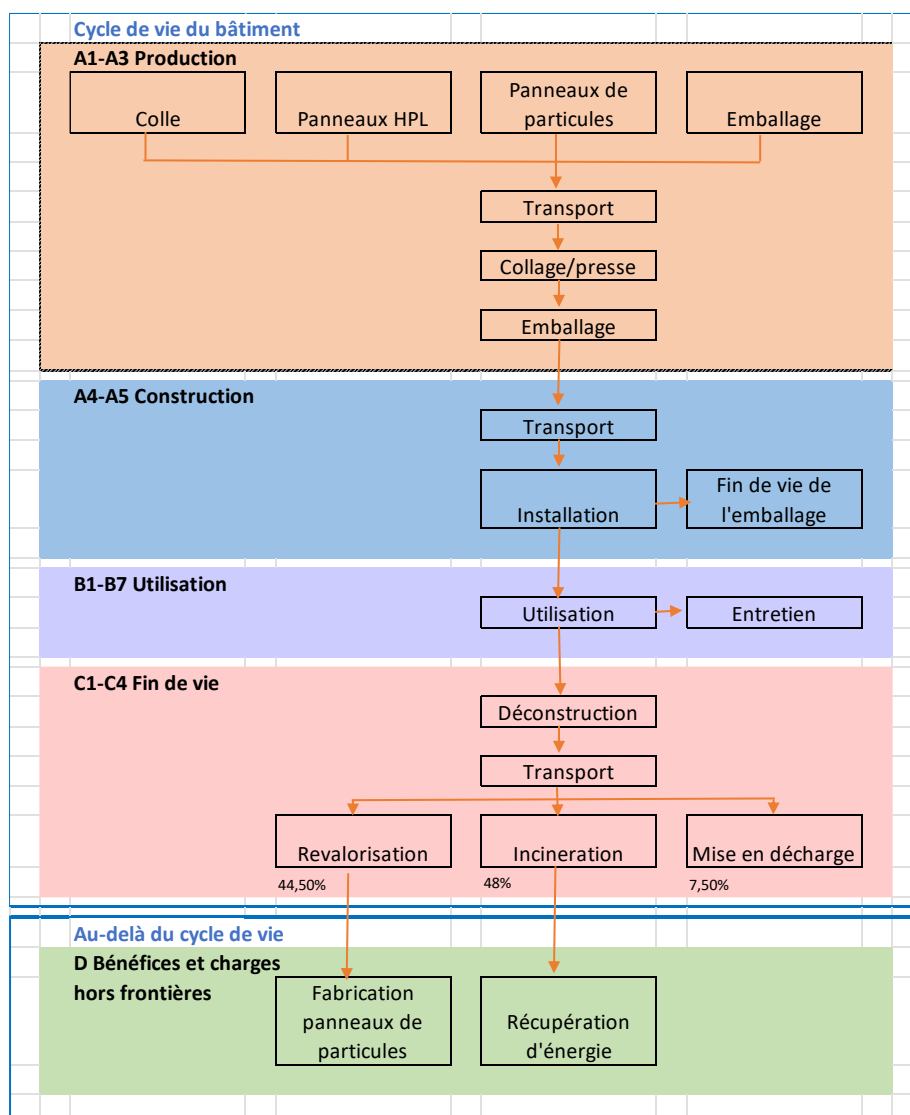 Cycle de vie du bâtiment
A1-A3 Production
Colle
Panneaux HPL
Panneaux de
particules
Emballage
Transport
Collage/presse
Emballage
A4-A5 Construction
Transport
Installation
Fin de vie de
l'emballage
B1-B7 Utilisation
Utilisation
Entretien
C1-C4 Fin de vie
Déconstruction
Transport
Revalorisation
Incineration
Mise en décharge
44,50%
48%
7,50%
Au-delà du cycle de vie
D Bénéfices et charges
hors frontières
Fabrication
panneaux de
particules
Récupération
d'énergie